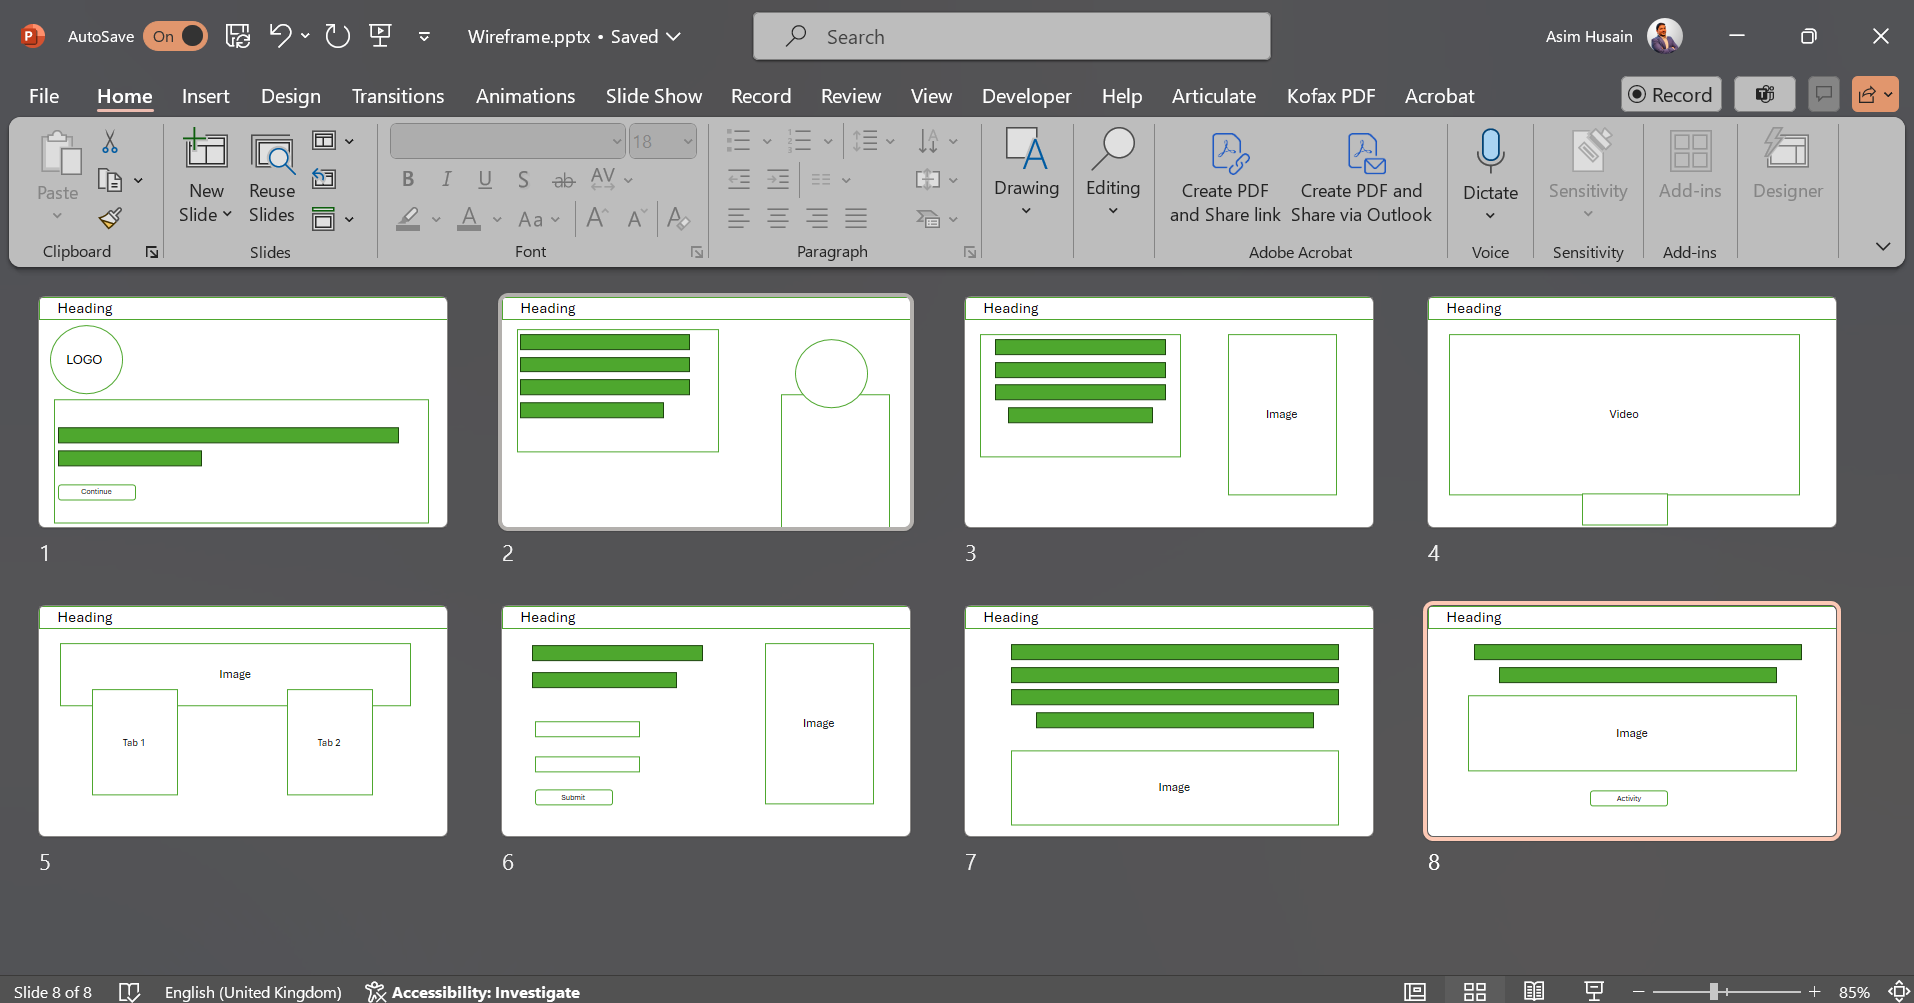 AutoSave On Wireframe.pptx • Saved Search Asim Husain
File Home Insert Design Transitions Animations Slide Show Record Review View Developer Help Articulate Kofax PDF Acrobat Record
Paste
New Slide
Reuse Slides
18
Drawing
Editing
Create PDF and Share link
Create PDF and Share via Outlook
Dictate
Sensitivity
Add-ins
Designer
Clipboard Slides Font Paragraph Adobe Acrobat Voice Sensitivity Add-ins
Heading
LOGO
Continue
1
Heading
2
Heading
Image
3
Heading
Video
4
Heading
Image
Tab 1
Tab 2
5
Heading
Image
Submit
6
Heading
Image
7
Heading
Image
Activity
8
Slide 8 of 8 English (United Kingdom) Accessibility: Investigate 85%